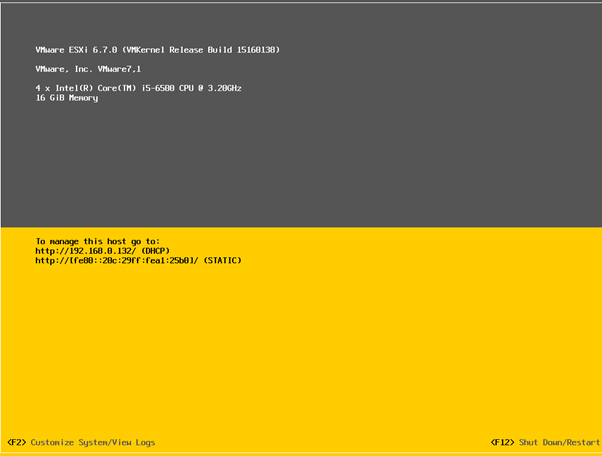 VMware ESXi 6.7.0 (VMKernel Release Build 15160138)
VMware, Inc. VMware7,1
4 x Intel(R) Core(TM) i5-6500 CPU @ 3.20GHz
16 GiB Memory
To manage this host go to:
http://192.168.0.132/ (DHCP)
http://[fe80::20c:29ff:fea1:25b0]/ (STATIC)
<F2> Customize System/View Logs
<F12> Shut Down/Restart